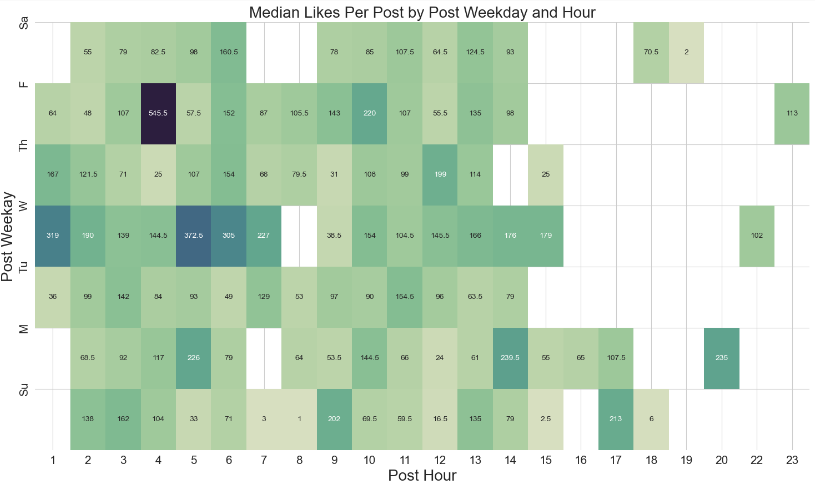 Median Likes Per Post by Post Weekday and Hour
Sa
55 79 82.5 98 160.5 78 85 107.5 64.5 124.5 93 70.5 2
F
64 48 107 545.5 57.5 152 87 105.5 143 220 107 55.5 135 98 113
Th
167 121.5 71 25 107 154 66 79.5 31 108 99 199 114 25
W
319 190 139 144.5 372.5 305 227 38.5 154 104.5 145.5 166 176 179 102
Post Weekay
Tu
36 99 142 84 93 49 129 53 97 90 154.5 96 63.5 79
M
68.5 92 117 226 79 64 53.5 144.5 66 24 61 239.5 55 65 107.5 235
Su
138 162 104 33 71 3 1 202 69.5 59.5 16.5 135 79 2.5 213 6
1 2 3 4 5 6 7 8 9 10 11 12 13 14 15 16 17 18 19 20 22 23
Post Hour